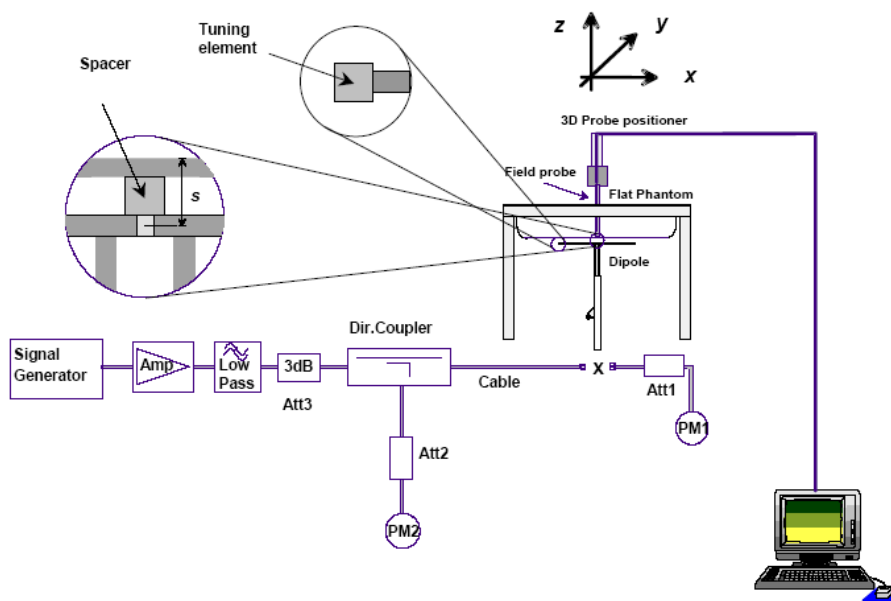 Tuning
element
z
y
x
Spacer
3D Probe positioner
s
Field probe
Flat Phantom
Dipole
Dir.Coupler
Signal
Generator
Amp
Low
Pass
3dB
Att3
Cable
X
Att1
PM1
Att2
PM2